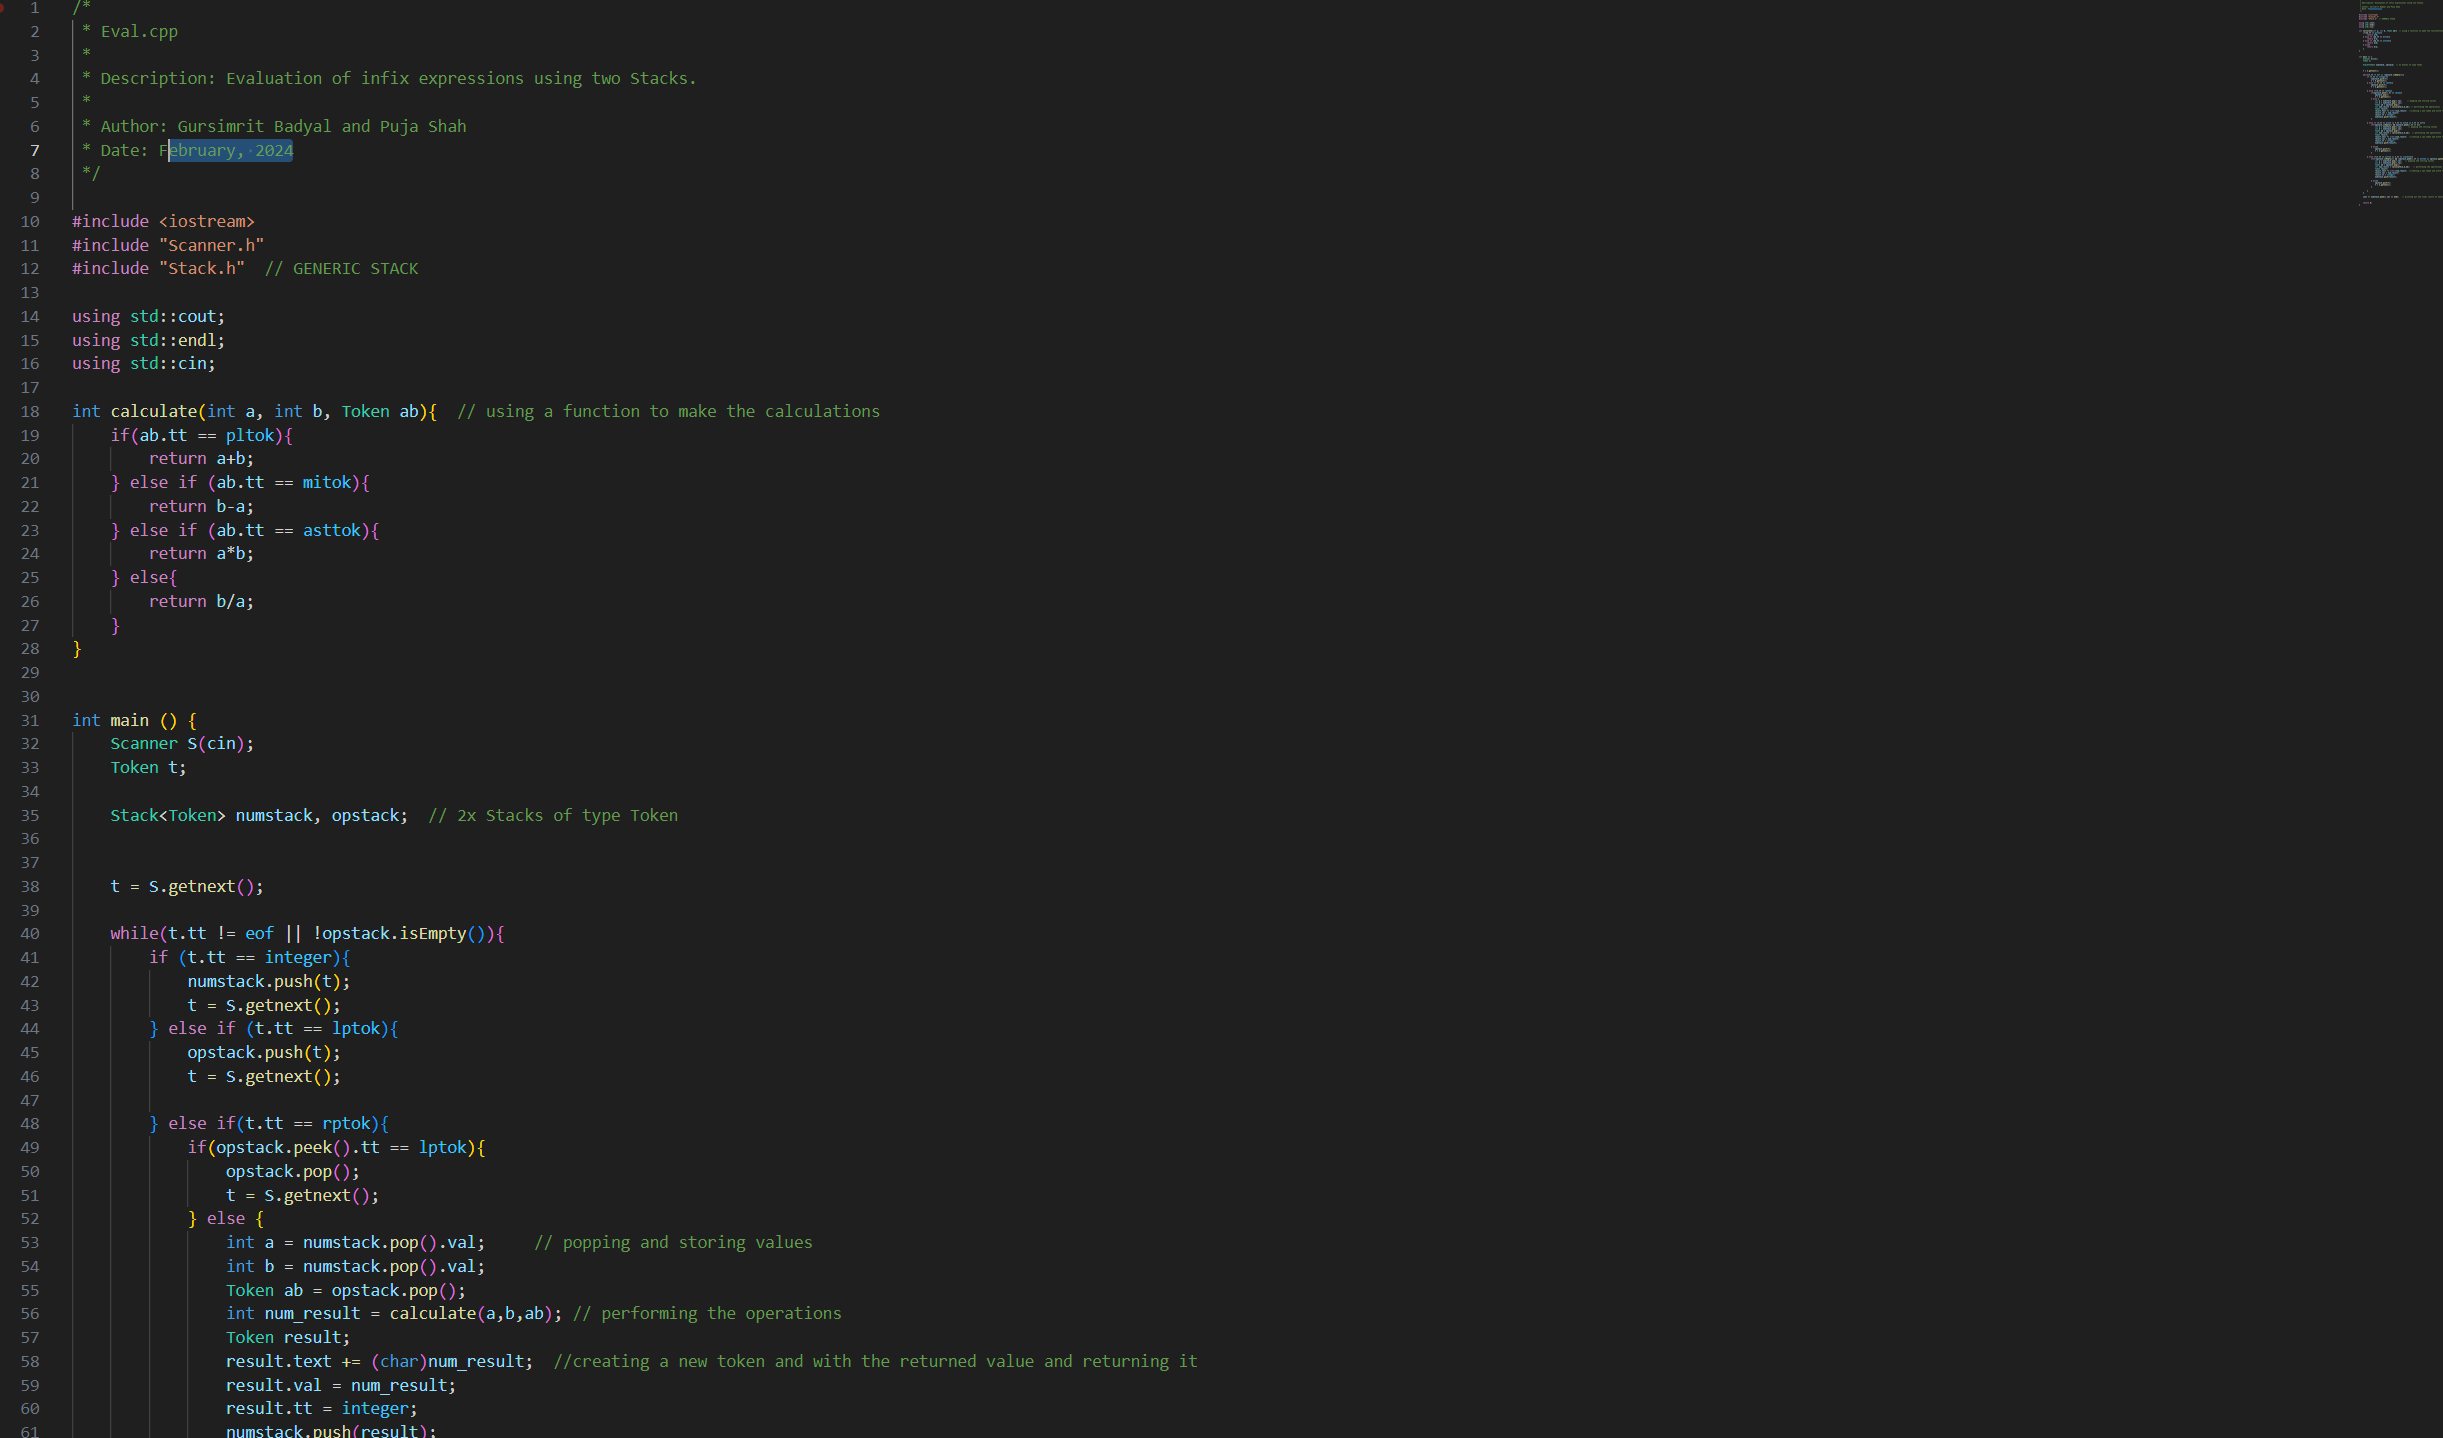 1 /*
2  * Eval.cpp
3  *
4  * Description: Evaluation of infix expressions using two Stacks.
5  *
6  * Author: Gursimrit Badyal and Puja Shah
7  * Date: February, 2024
8  */
9
10 #include <iostream>
11 #include "Scanner.h"
12 #include "Stack.h"  // GENERIC STACK
13
14 using std::cout;
15 using std::endl;
16 using std::cin;
17
18 int calculate(int a, int b, Token ab){  // using a function to make the calculations
19     if(ab.tt == pltok){
20         return a+b;
21     } else if (ab.tt == mitok){
22         return b-a;
23     } else if (ab.tt == asttok){
24         return a*b;
25     } else{
26         return b/a;
27     }
28 }
29
30
31 int main () {
32     Scanner S(cin);
33     Token t;
34
35     Stack<Token> numstack, opstack;  // 2x Stacks of type Token
36
37
38     t = S.getnext();
39
40     while(t.tt != eof || !opstack.isEmpty()){
41         if (t.tt == integer){
42             numstack.push(t);
43             t = S.getnext();
44         } else if (t.tt == lptok){
45             opstack.push(t);
46             t = S.getnext();
47
48         } else if(t.tt == rptok){
49             if(opstack.peek().tt == lptok){
50                 opstack.pop();
51                 t = S.getnext();
52             } else {
53                 int a = numstack.pop().val;     // popping and storing values
54                 int b = numstack.pop().val;
55                 Token ab = opstack.pop();
56                 int num_result = calculate(a,b,ab); // performing the operations
57                 Token result;
58                 result.text += (char)num_result;  //creating a new token and with the returned value and returning it
59                 result.val = num_result;
60                 result.tt = integer;
61                 numstack.push(result);